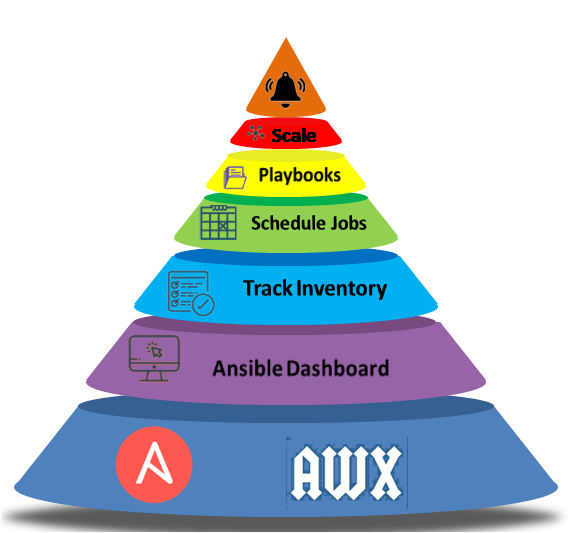 Scale
Playbooks
Schedule Jobs
Track Inventory
Ansible Dashboard
A AWX